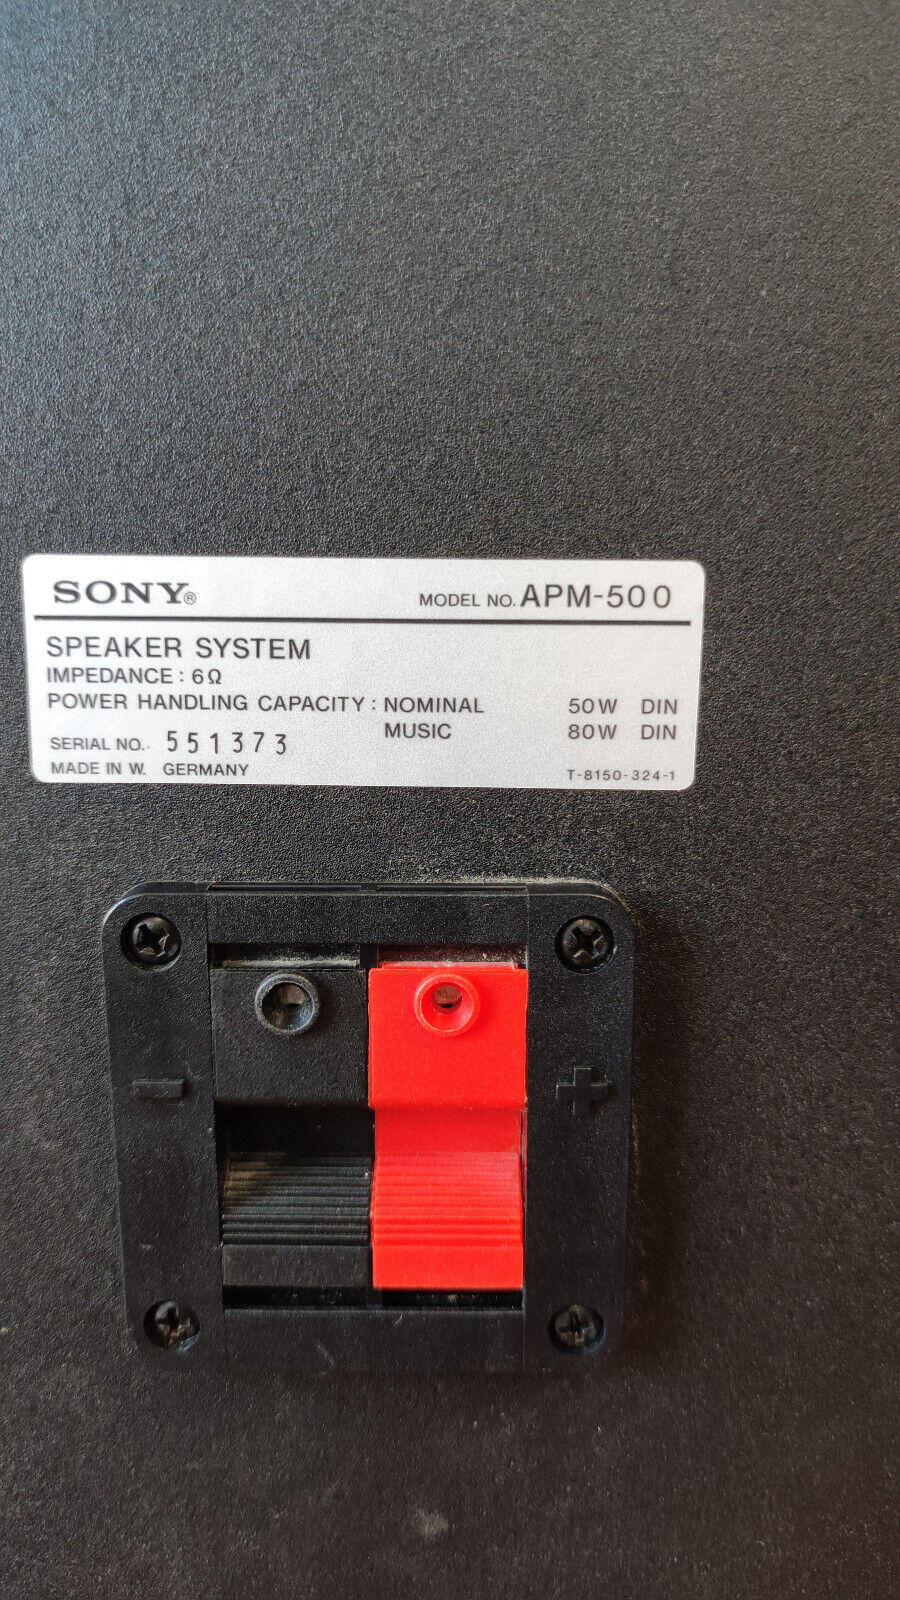 SONY® MODEL NO. APM-500
SPEAKER SYSTEM
IMPEDANCE : 6Ω
POWER HANDLING CAPACITY : NOMINAL 50W DIN
MUSIC 80W DIN
SERIAL NO. 551373
MADE IN W. GERMANY T-8150-324-1
- +